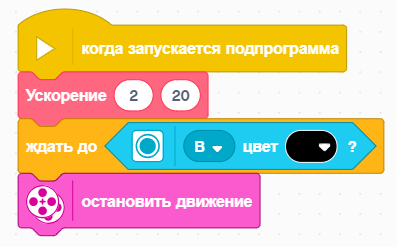 когда запускается подпрограмма
Ускорение 2 20
ждать до B цвет ?
остановить движение